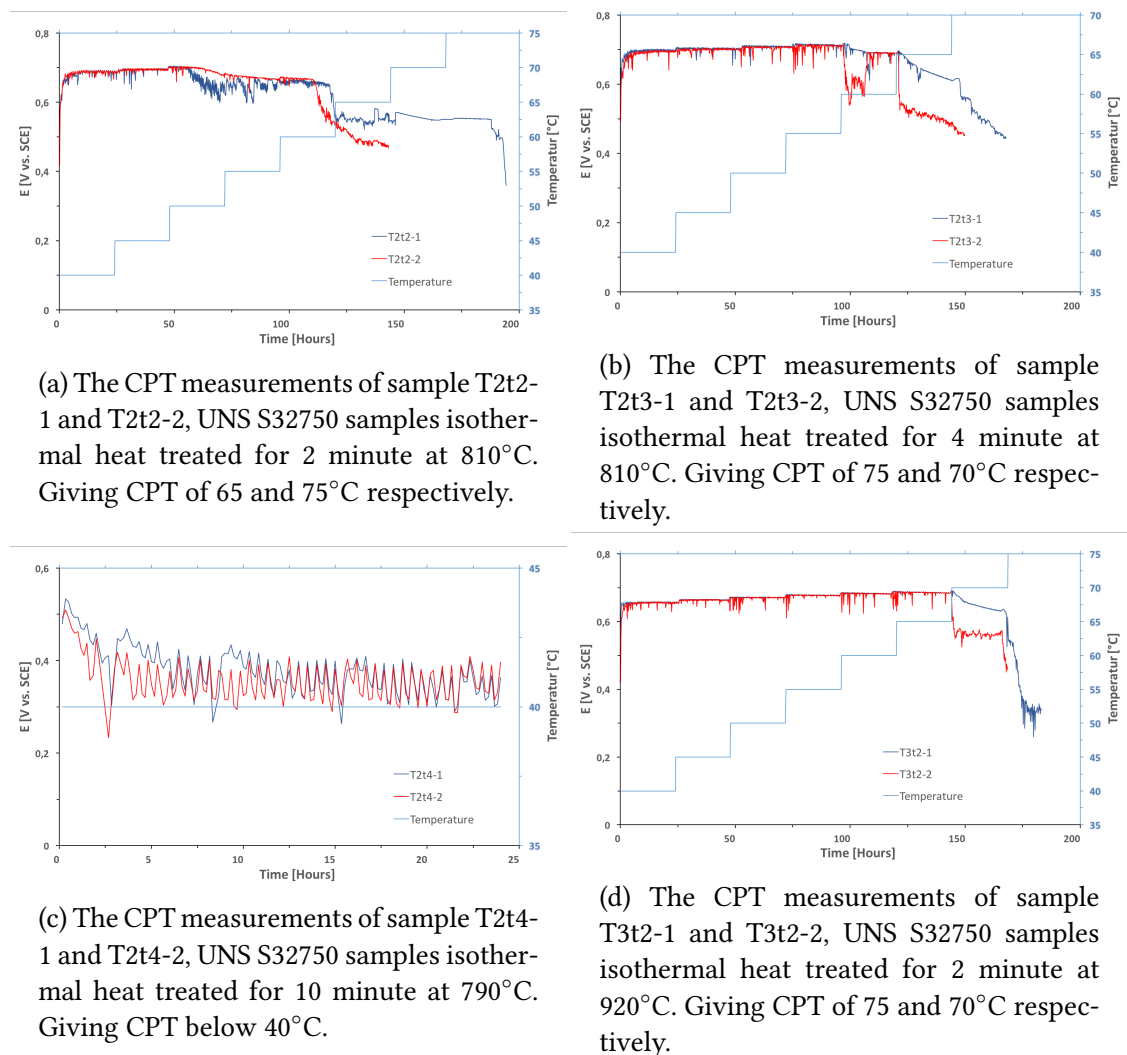 0,8
0,6
0,4
0,2
0
E [V vs. SCE]
75
70
65
60
55
50
45
40
35
Temperatur [°C]
T2t2-1
T2t2-2
Temperature
0
50
100
150
200
Time [Hours]
(a) The CPT measurements of sample T2t2-
1 and T2t2-2, UNS S32750 samples isother-
mal heat treated for 2 minute at 810°C.
Giving CPT of 65 and 75°C respectively.
0,8
0,6
0,4
0,2
0
E [V vs. SCE]
70
65
60
55
50
45
40
35
Temperatur [°C]
T2t3-1
T2t3-2
Temperature
0
50
100
150
200
Time [Hours]
(b) The CPT measurements of sample
T2t3-1 and T2t3-2, UNS S32750 samples
isothermal heat treated for 4 minute at
810°C. Giving CPT of 75 and 70°C respec-
tively.
0,6
0,4
0,2
0
E [V vs. SCE]
45
40
35
Temperatur [°C]
T2t4-1
T2t4-2
Temperature
0
5
10
15
20
25
Time [Hours]
(c) The CPT measurements of sample T2t4-
1 and T2t4-2, UNS S32750 samples isother-
mal heat treated for 10 minute at 790°C.
Giving CPT below 40°C.
0,8
0,6
0,4
0,2
0
E [V vs. SCE]
75
70
65
60
55
50
45
40
35
Temperatur [°C]
T3t2-1
T3t2-2
Temperature
0
50
100
150
200
Time [Hours]
(d) The CPT measurements of sample
T3t2-1 and T3t2-2, UNS S32750 samples
isothermal heat treated for 2 minute at
920°C. Giving CPT of 75 and 70°C respec-
tively.